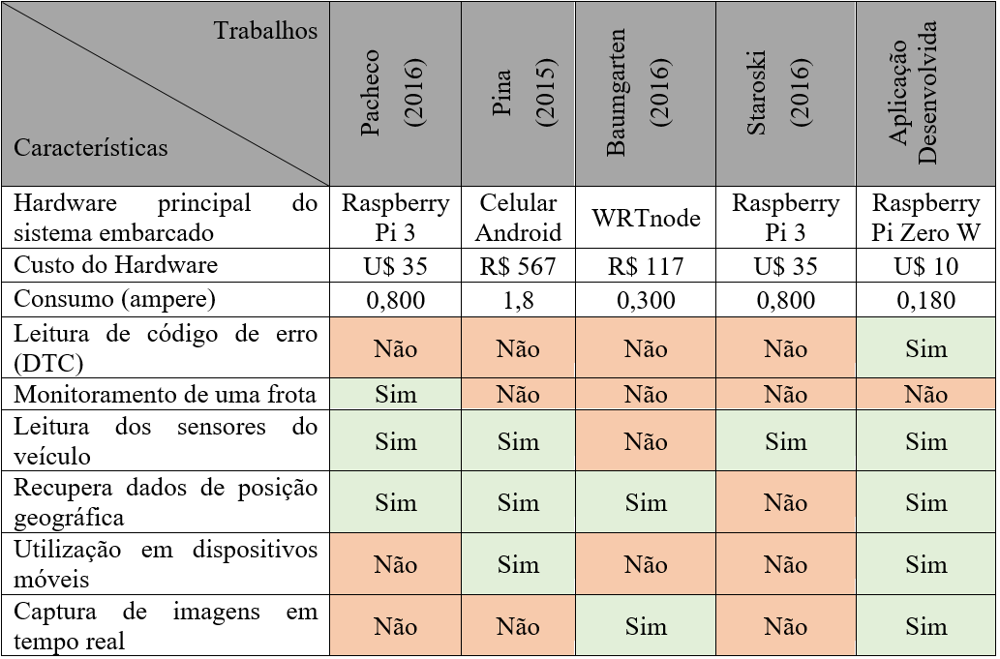 Trabalhos
Características
Pacheco
(2016)
Pina
(2015)
Baumgarten
(2016)
Staroski
(2016)
Aplicação
Desenvolvida
Hardware principal do
sistema embarcado
Raspberry
Pi 3
Celular
Android
WRTnode
Raspberry
Pi 3
Raspberry
Pi Zero W
Custo do Hardware
U$ 35
R$ 567
R$ 117
U$ 35
U$ 10
Consumo (ampere)
0,800
1,8
0,300
0,800
0,180
Leitura de código de erro
(DTC)
Não
Não
Não
Não
Sim
Monitoramento de uma frota
Sim
Não
Não
Não
Não
Leitura dos sensores do
veículo
Sim
Sim
Não
Sim
Sim
Recupera dados de posição
geográfica
Sim
Sim
Sim
Não
Sim
Utilização em dispositivos
móveis
Não
Sim
Não
Não
Sim
Captura de imagens em
tempo real
Não
Não
Sim
Não
Sim